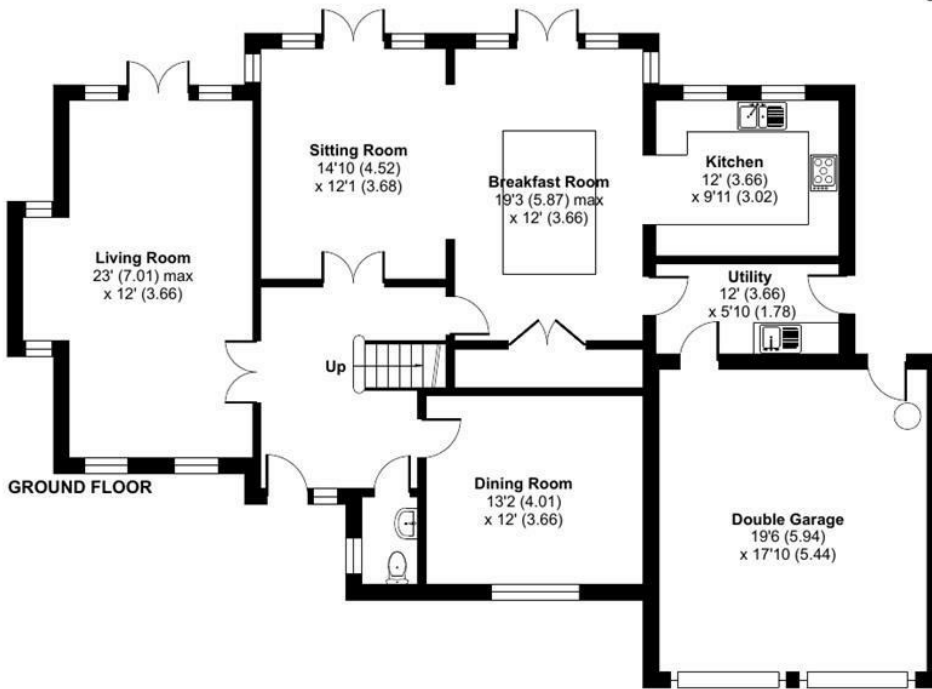 Sitting Room
14'10 (4.52)
x 12'1 (3.68)
Breakfast Room
19'3 (5.87) max
x 12' (3.66)
Kitchen
12' (3.66)
x 9'11 (3.02)
Living Room
23' (7.01) max
x 12' (3.66)
Utility
12' (3.66)
x 5'10 (1.78)
Up
GROUND FLOOR
Dining Room
13'2 (4.01)
x 12' (3.66)
Double Garage
19'6 (5.94)
x 17'10 (5.44)